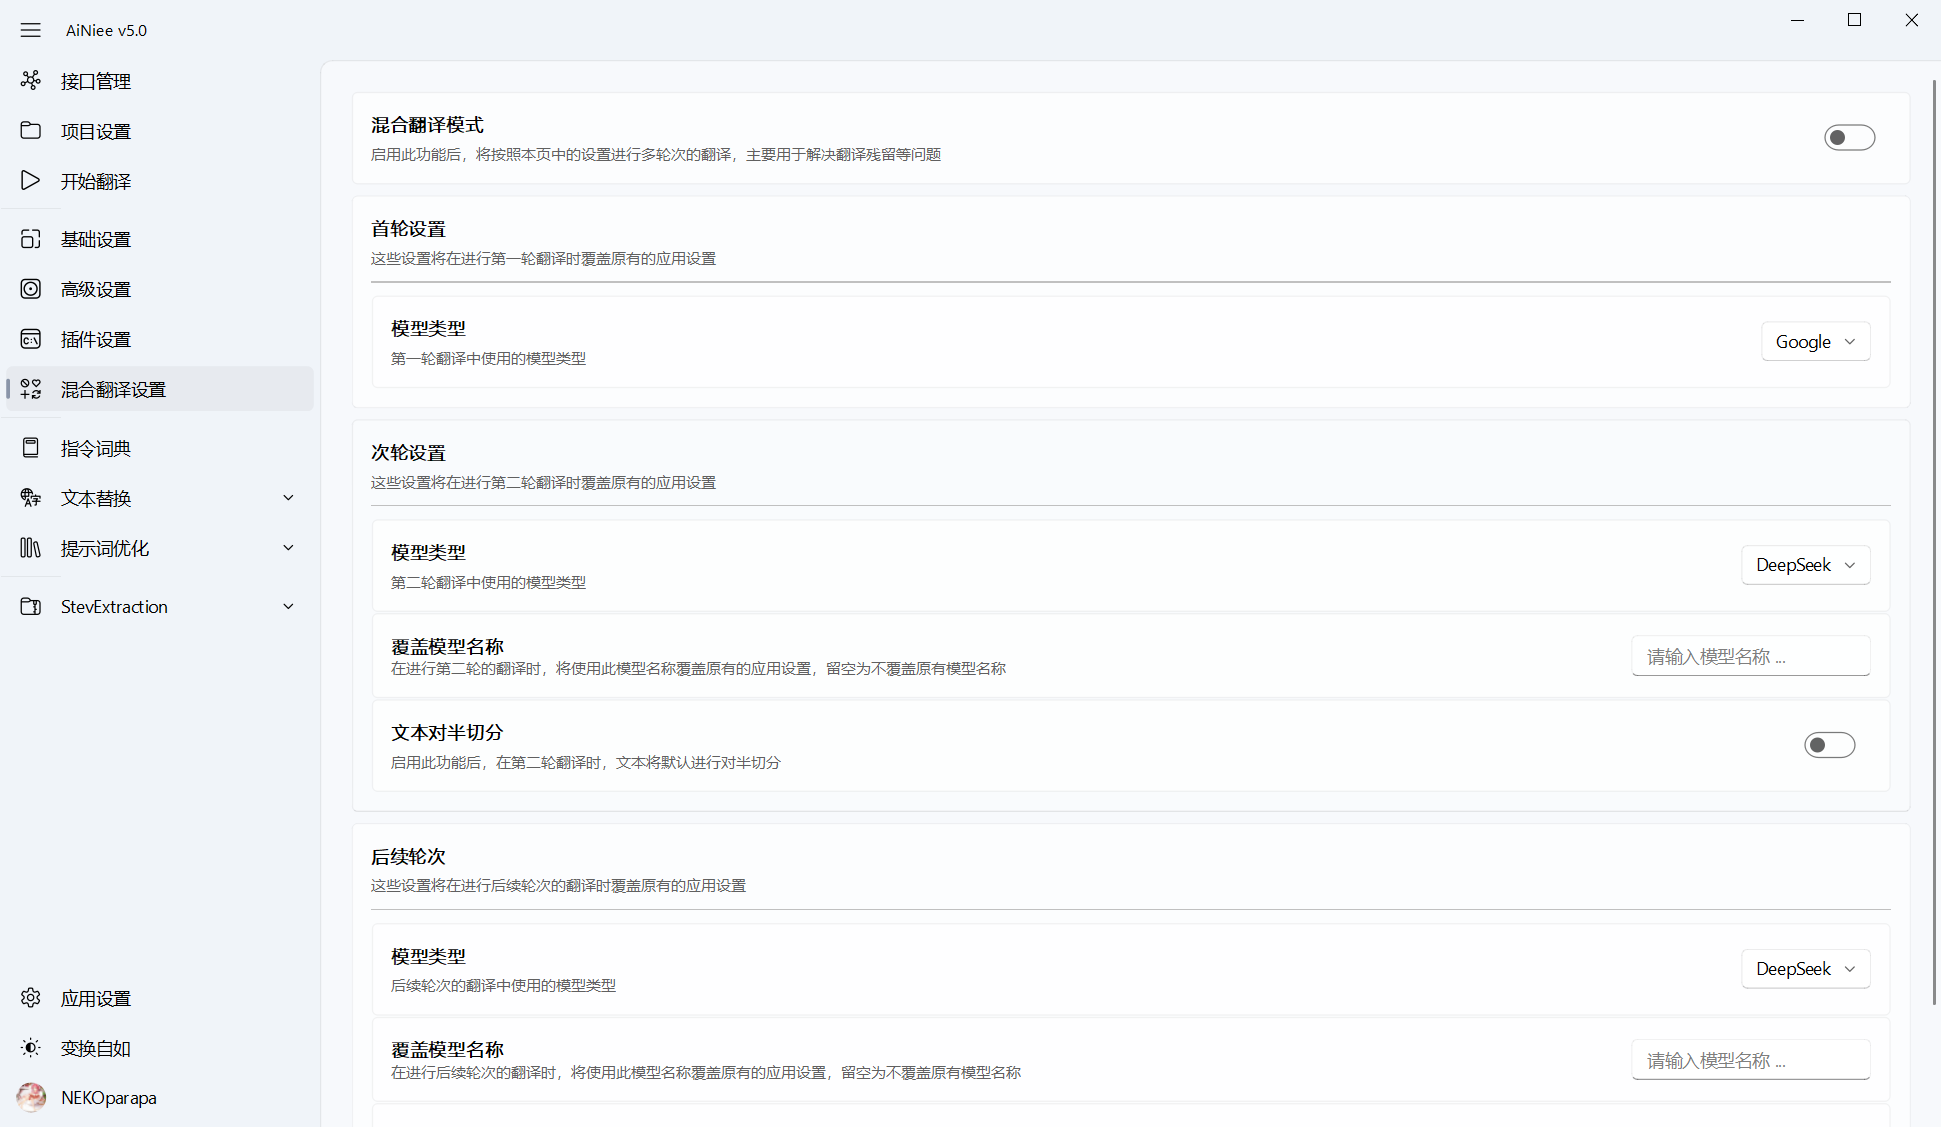 AiNiee v5.0
接口管理
项目设置
开始翻译
基础设置
高级设置
插件设置
混合翻译设置
指令词典
文本替换
提示词优化
StevExtraction
应用设置
变换自如
NEKOparapa
混合翻译模式
启用此功能后，将按照本页中的设置进行多轮次的翻译，主要用于解决翻译残留等问题
首轮设置
这些设置将在进行第一轮翻译时覆盖原有的应用设置
模型类型
第一轮翻译中使用的模型类型
Google
次轮设置
这些设置将在进行第二轮翻译时覆盖原有的应用设置
模型类型
第二轮翻译中使用的模型类型
DeepSeek
覆盖模型名称
在进行第二轮的翻译时，将使用此模型名称覆盖原有的应用设置，留空为不覆盖原有模型名称
请输入模型名称 ...
文本对半切分
启用此功能后，在第二轮翻译时，文本将默认进行对半切分
后续轮次
这些设置将在进行后续轮次的翻译时覆盖原有的应用设置
模型类型
后续轮次的翻译中使用的模型类型
DeepSeek
覆盖模型名称
在进行后续轮次的翻译时，将使用此模型名称覆盖原有的应用设置，留空为不覆盖原有模型名称
请输入模型名称 ...